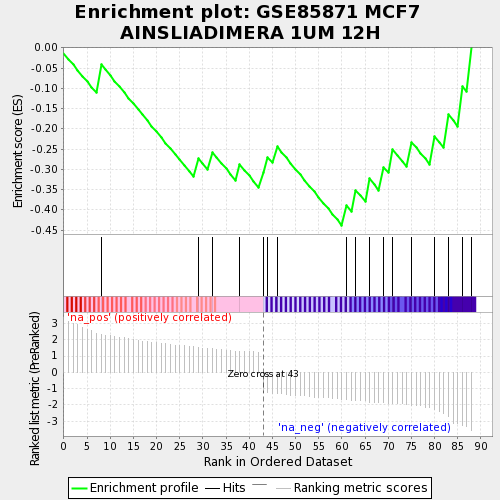 Enrichment plot: GSE85871 MCF7
AINSLIADIMERA 1UM 12H
Enrichment score (ES)
0.00
-0.05
-0.10
-0.15
-0.20
-0.25
-0.30
-0.35
-0.40
-0.45
'na_pos' (positively correlated)
Ranked list metric (PreRanked)
3
2
1
0
-1
-2
-3
Zero cross at 43
'na_neg' (negatively correlated)
0 5 10 15 20 25 30 35 40 45 50 55 60 65 70 75 80 85 90
Rank in Ordered Dataset
Enrichment profile Hits Ranking metric scores